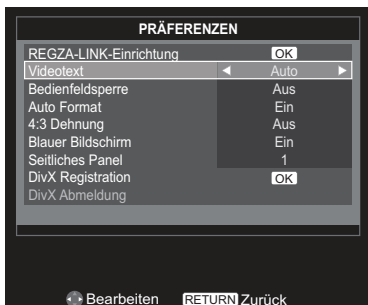 PRÄFERENZEN
REGZA-LINK-Einrichtung OK
Videotext Auto
Bedienfeldsperre Aus
Auto Format Ein
4:3 Dehnung Aus
Blauer Bildschirm Ein
Seitliches Panel 1
DivX Registration OK
DivX Abmeldung
Bearbeiten RETURN Zurück